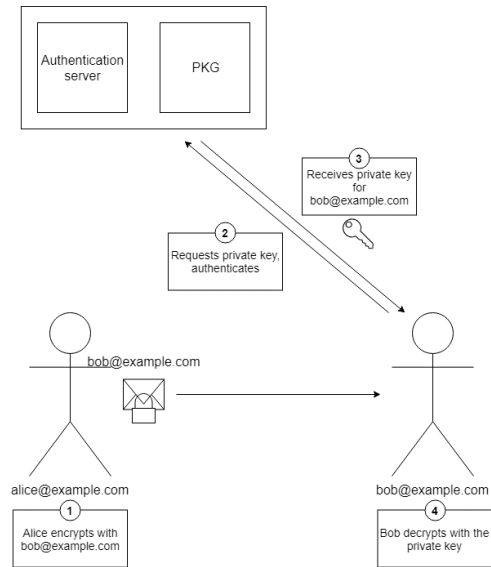 Authentication
server
PKG
3
Receives private key
for
bob@example.com
2
Requests private key,
authenticates
bob@example.com
alice@example.com
bob@example.com
1
Alice encrypts with
bob@example.com
4
Bob decrypts with the
private key